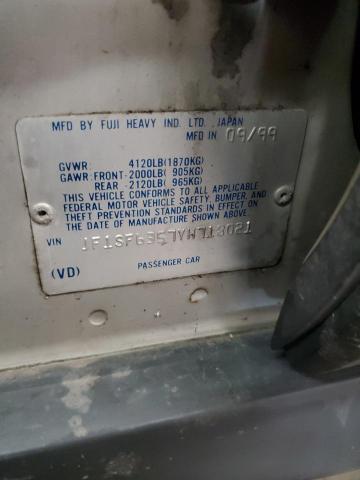 MFD BY FUJI HEAVY IND. LTD., JAPAN
MFD IN 09/99
GVWR: 4120LB(1870KG)
GAWR:FRONT-2000LB( 905KG)
REAR -2120LB( 965KG)
THIS VEHICLE CONFORMS TO ALL APPLICABLE
FEDERAL MOTOR VEHICLE SAFETY, BUMPER, AND
THEFT PREVENTION STANDARDS IN EFFECT ON
THE DATE OF MANUFACTURE SHOWN ABOVE.
VIN
(VD) PASSENGER CAR